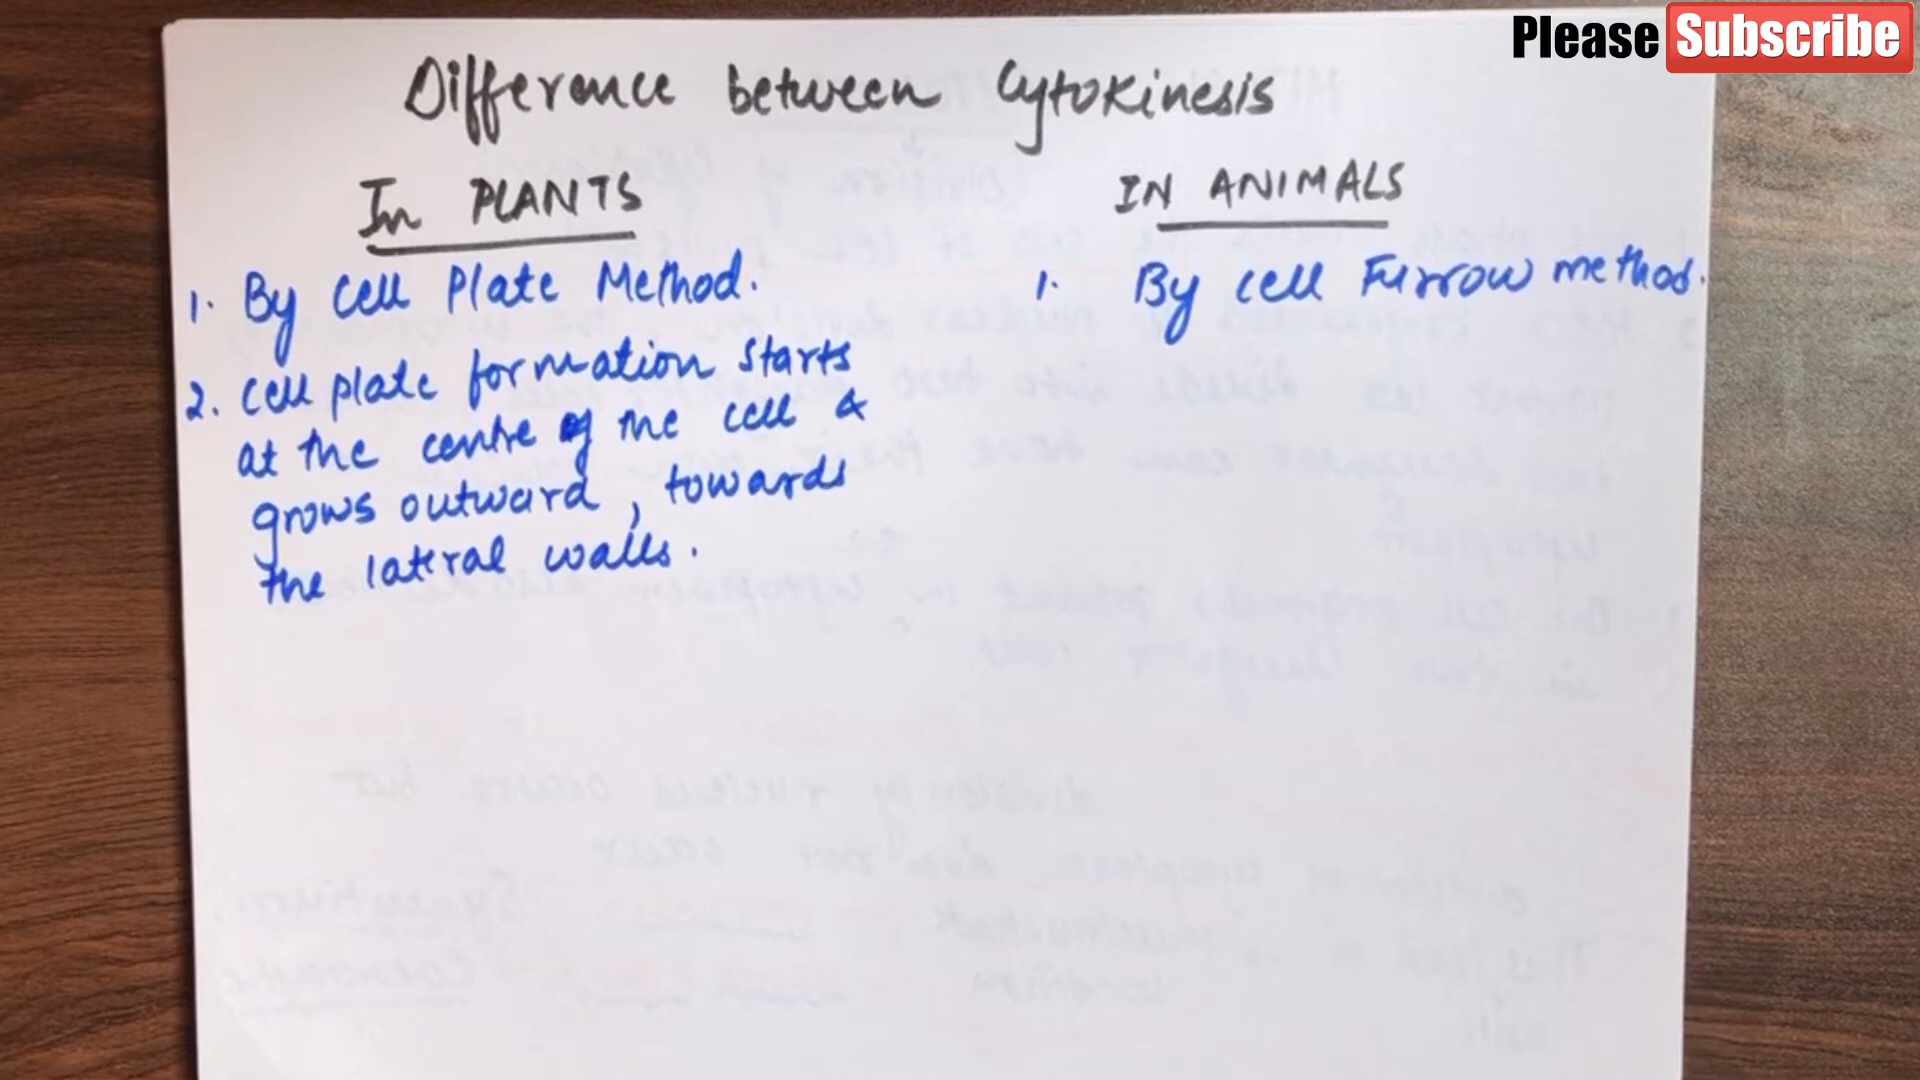 Please Subscribe
Difference between Cytokinesis
In PLANTS
IN ANIMALS
1. By Cell Plate Method.
2. Cell plate formation starts
at the centre of the cell &
grows outward, towards
the lateral walls.
1. By cell Furrow method.